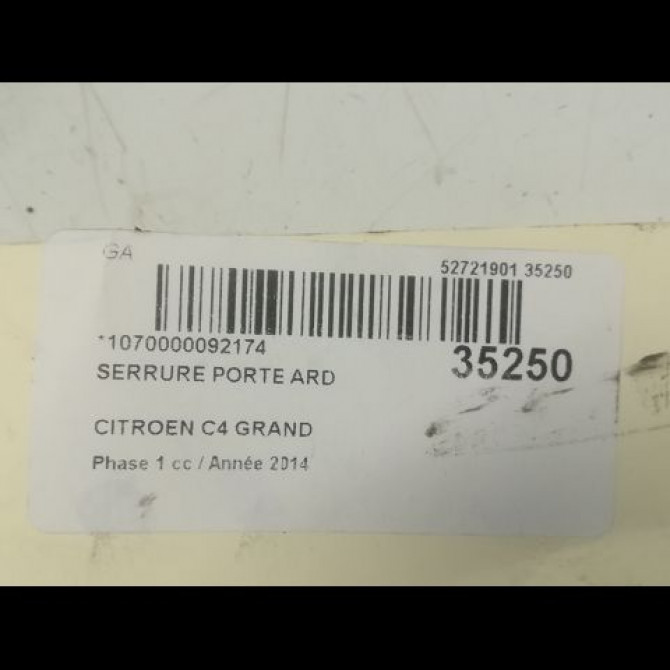 GA
52721901 35250
*1070000092174
35250
SERRURE PORTE ARD
CITROEN C4 GRAND
Phase 1 cc / Année 2014